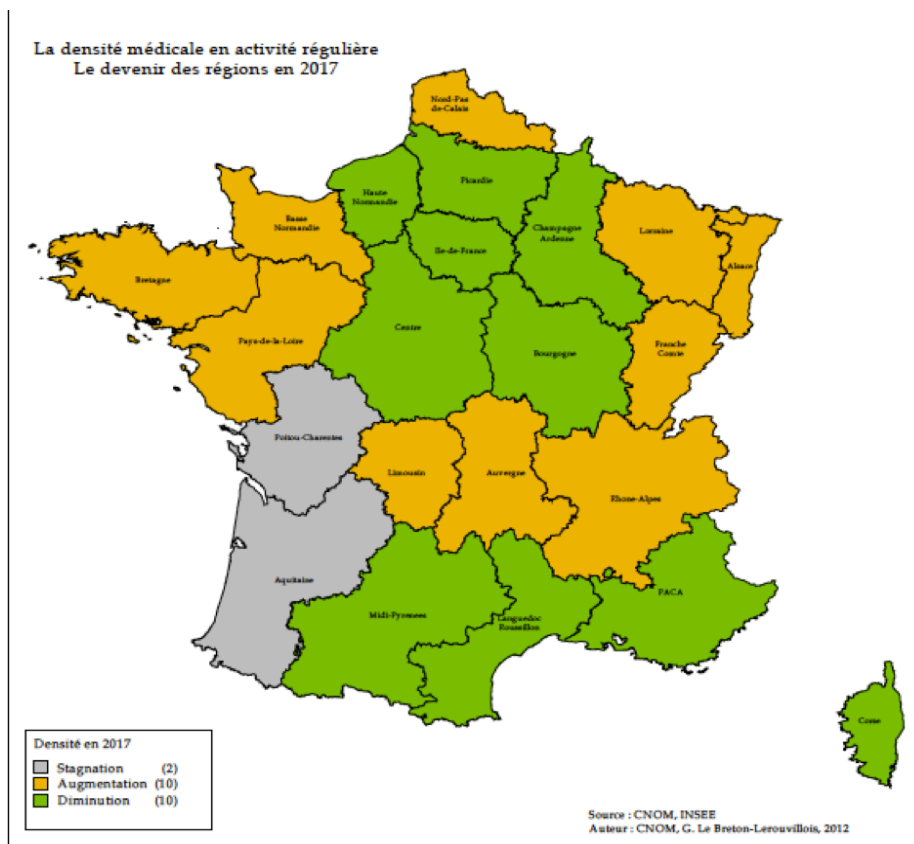 La densité médicale en activité régulière
Le devenir des régions en 2017
Nord-Pas
de-Calais
Picardie
Haute
Normandie
Champagne
Ardenne
Basse
Normandie
Ile-de-France
Lorraine
Alsace
Bretagne
Pays-de-la-Loire
Centre
Bourgogne
Franche
Comte
Poitou-Charentes
Limousin
Auvergne
Rhone-Alpes
Aquitaine
Midi-Pyrenees
Languedoc
Roussillon
PACA
Corse
Densité en 2017
Stagnation (2)
Augmentation (10)
Diminution (10)
Source : CNOM, INSEE
Auteur : CNOM, G. Le Breton-Lerouvillois, 2012